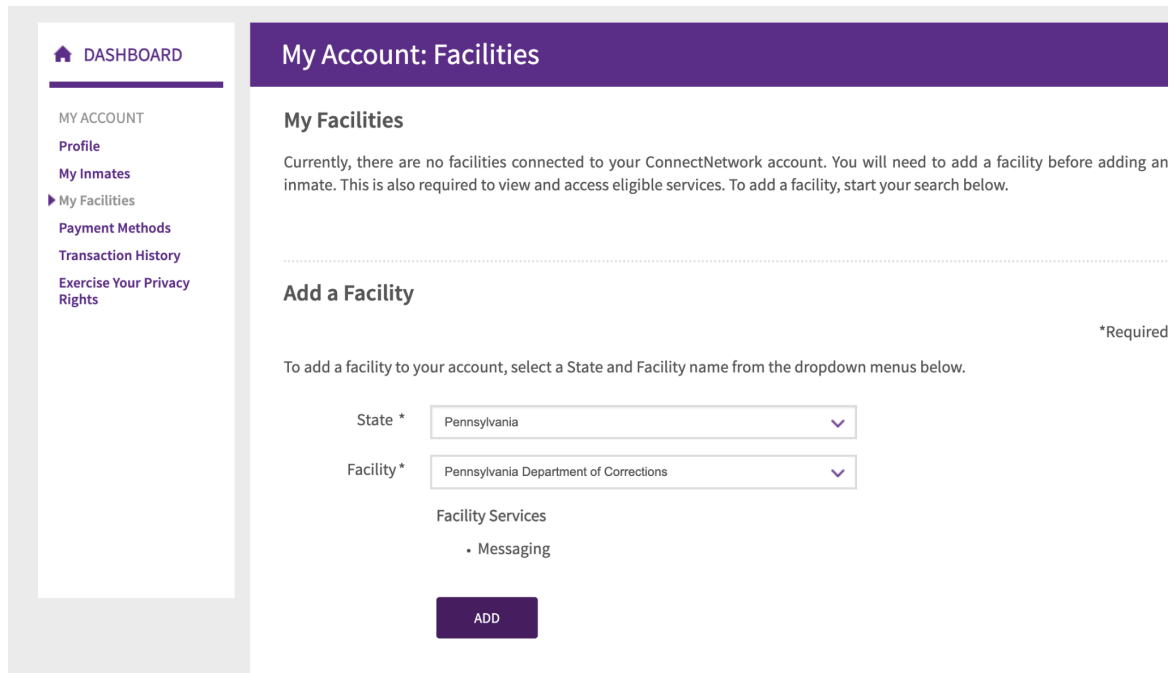 DASHBOARD
MY ACCOUNT
Profile
My Inmates
My Facilities
Payment Methods
Transaction History
Exercise Your Privacy
Rights
My Account: Facilities
My Facilities
Currently, there are no facilities connected to your ConnectNetwork account. You will need to add a facility before adding an
inmate. This is also required to view and access eligible services. To add a facility, start your search below.
Add a Facility
*Required
To add a facility to your account, select a State and Facility name from the dropdown menus below.
State * Pennsylvania
Facility* Pennsylvania Department of Corrections
Facility Services
• Messaging
ADD